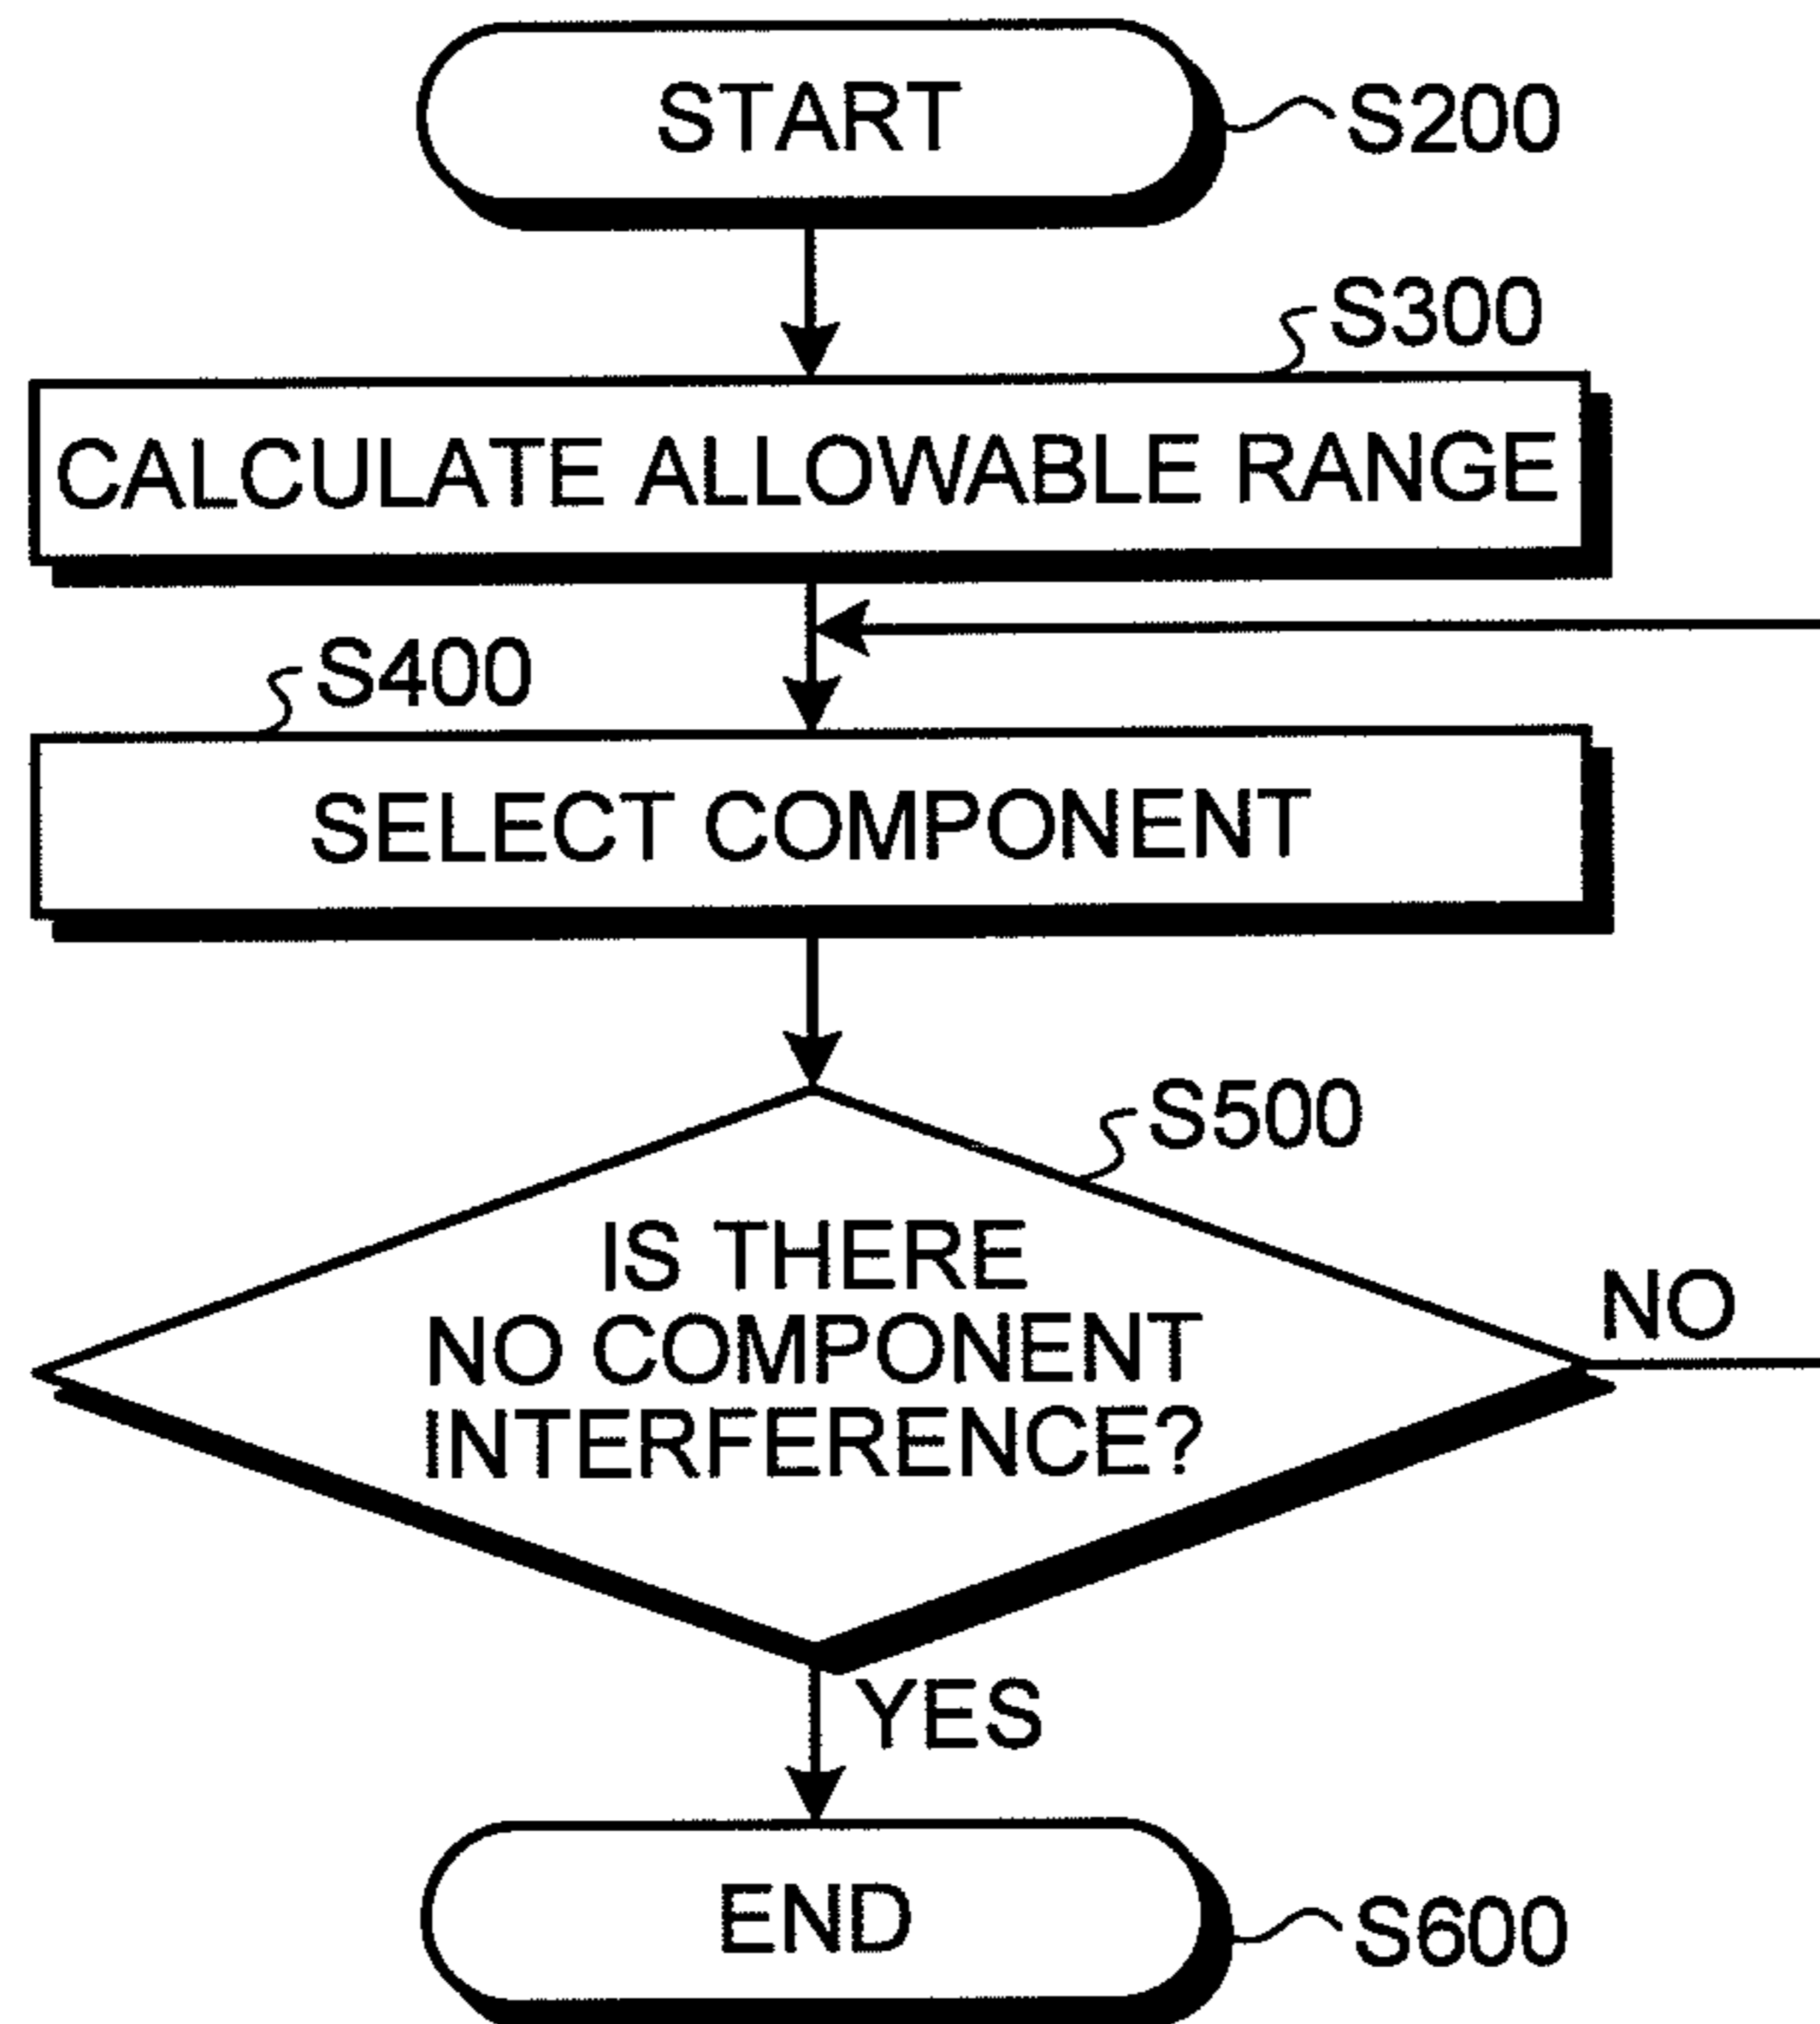 START
S200
S300
CALCULATE ALLOWABLE RANGE
S400
SELECT COMPONENT
S500
IS THERE
NO COMPONENT
INTERFERENCE?
NO
YES
END
S600